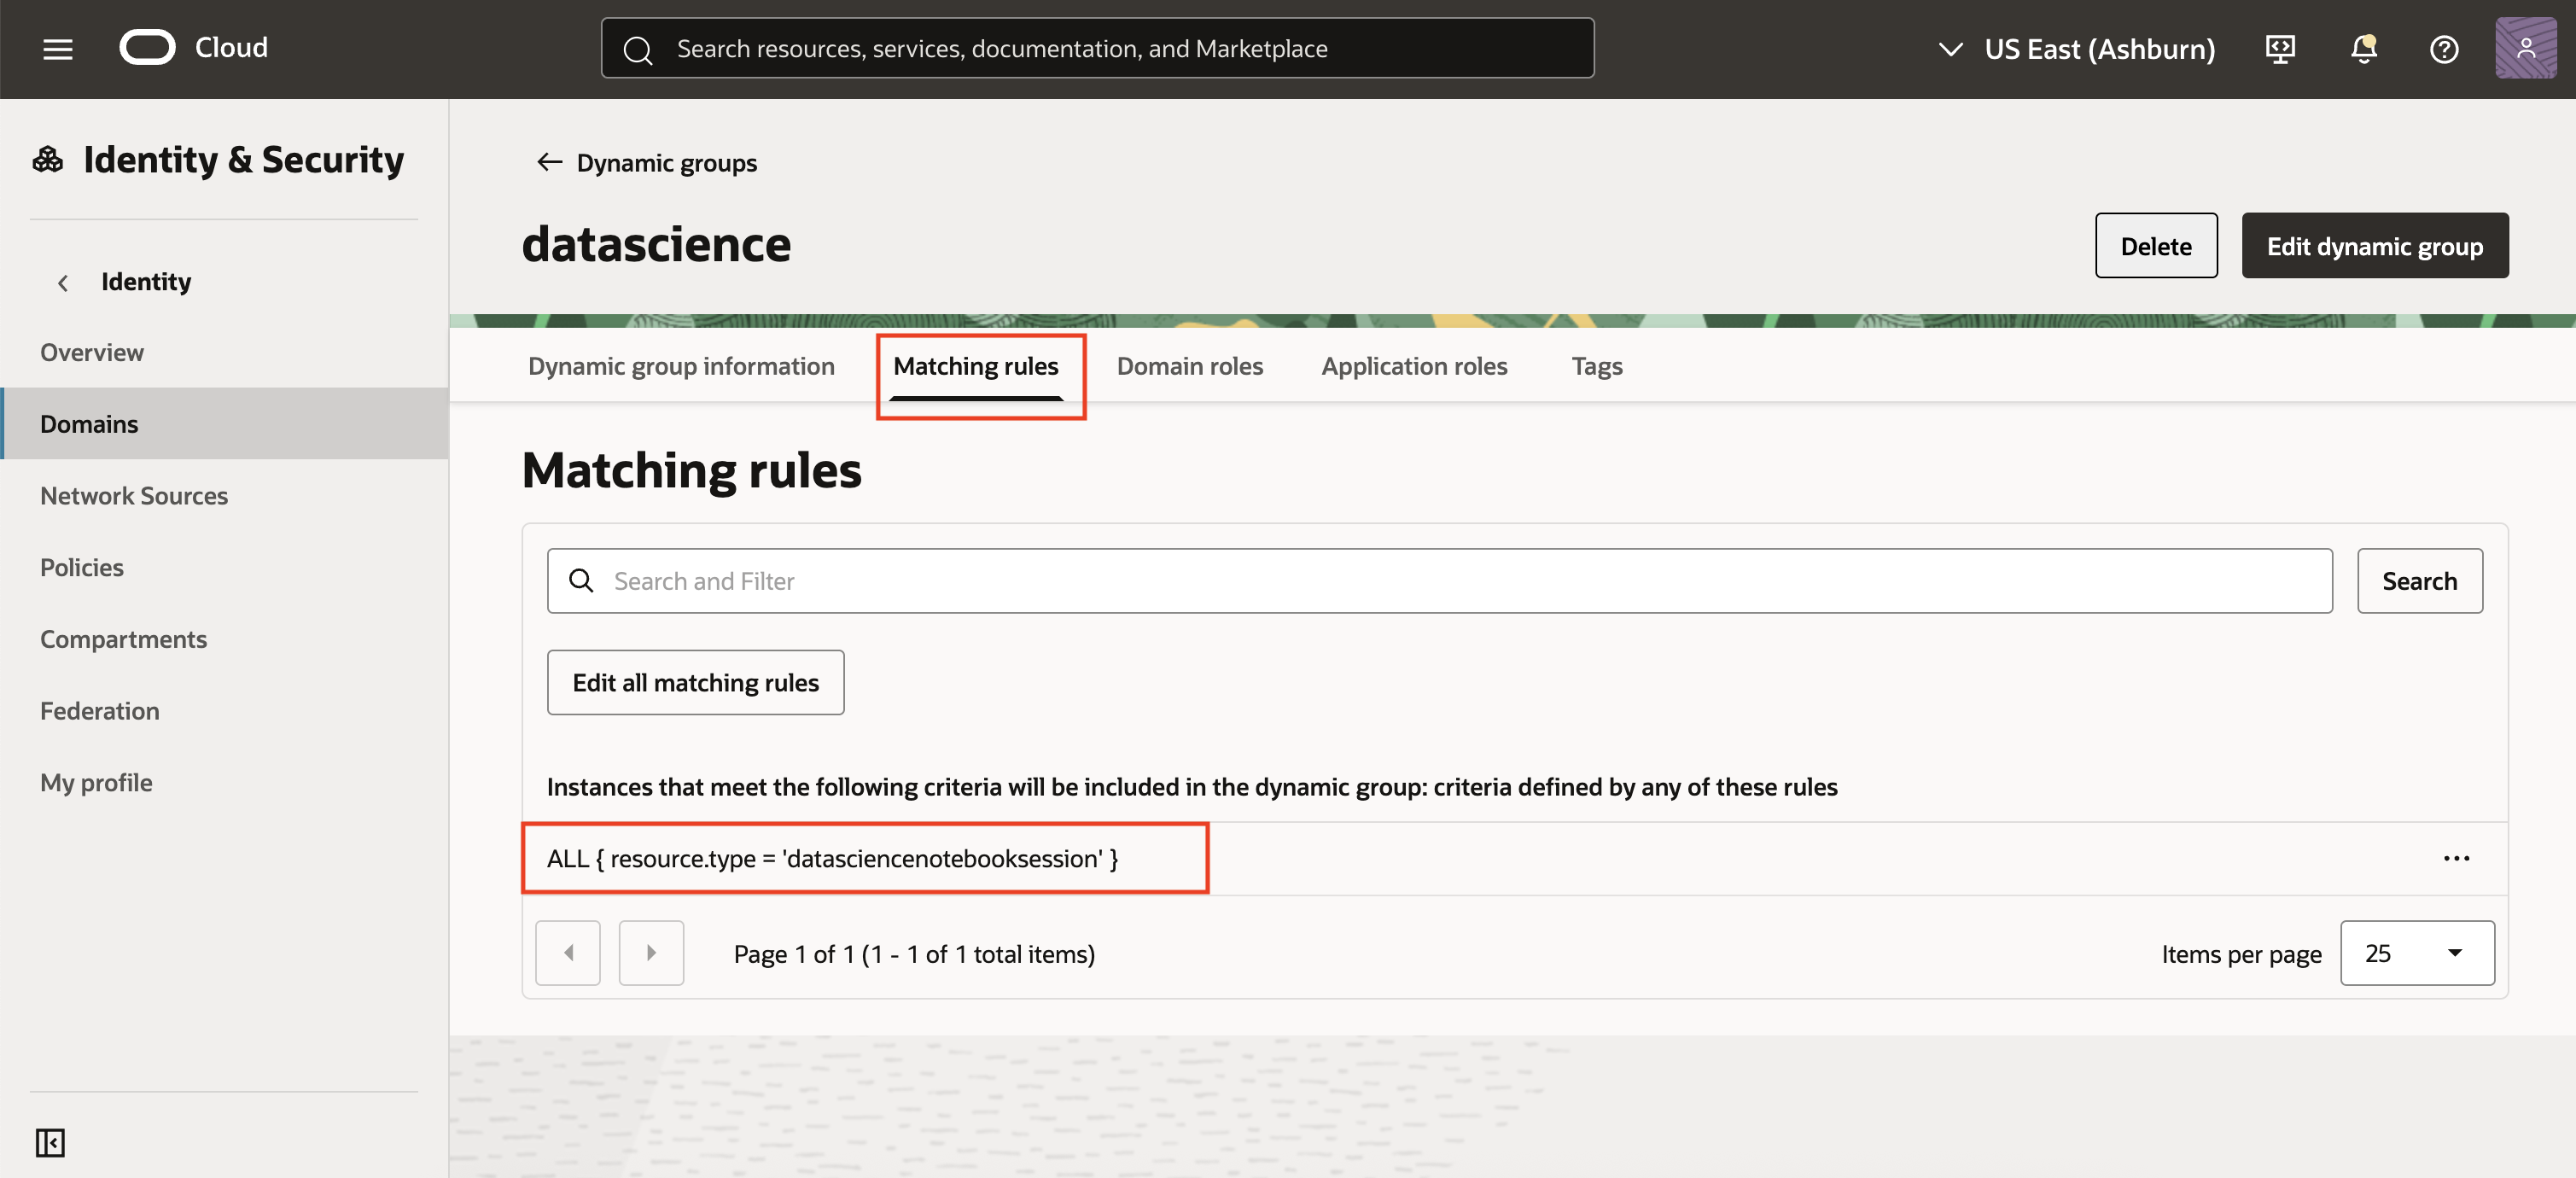 Cloud
Search resources, services, documentation, and Marketplace
US East (Ashburn)
Identity & Security
Identity
Overview
Domains
Network Sources
Policies
Compartments
Federation
My profile
Dynamic groups
datascience
Delete
Edit dynamic group
Dynamic group information
Matching rules
Domain roles
Application roles
Tags
Matching rules
Search and Filter
Search
Edit all matching rules
Instances that meet the following criteria will be included in the dynamic group: criteria defined by any of these rules
ALL { resource.type = 'datasciencenotebooksession' }
Page 1 of 1 (1 - 1 of 1 total items)
Items per page
25